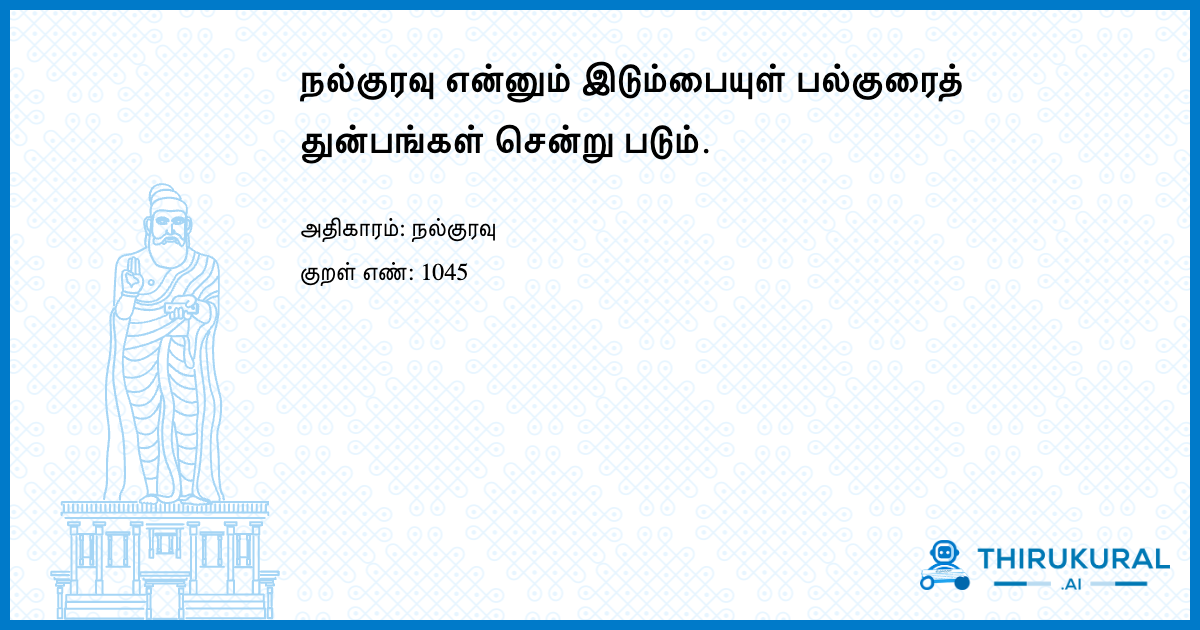 நல்குரவு என்னும் இடும்பையுள் பல்குரைத்
துன்பங்கள் சென்று படும்.
அதிகாரம்: நல்குரவு
குறள் எண்: 1045
THIRUKURAL
.AI